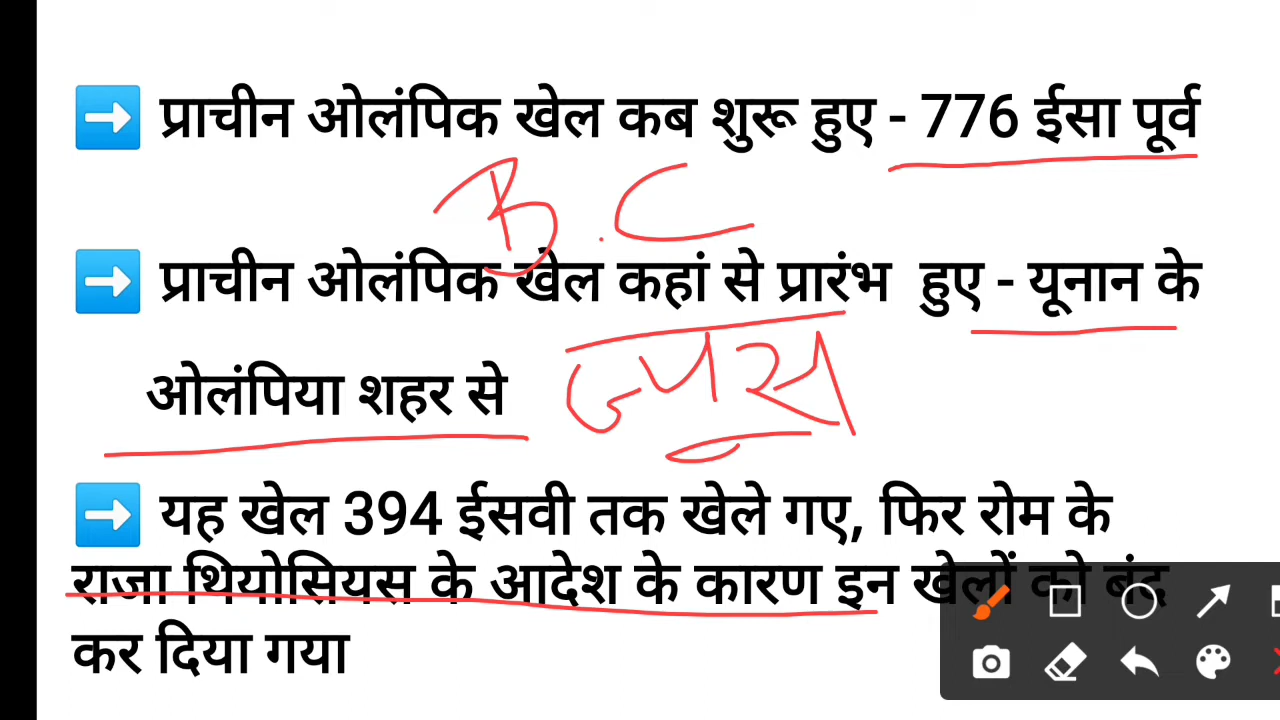 ➡ प्राचीन ओलंपिक खेल कब शुरू हुए - 776 ईसा पूर्व
B.C
➡ प्राचीन ओलंपिक खेल कहां से प्रारंभ हुए - यूनान के
ओलंपिया शहर से
➡ यह खेल 394 ईसवी तक खेले गए, फिर रोम के
राजा थियोसियस के आदेश के कारण इन खेलों को बंद
कर दिया गया